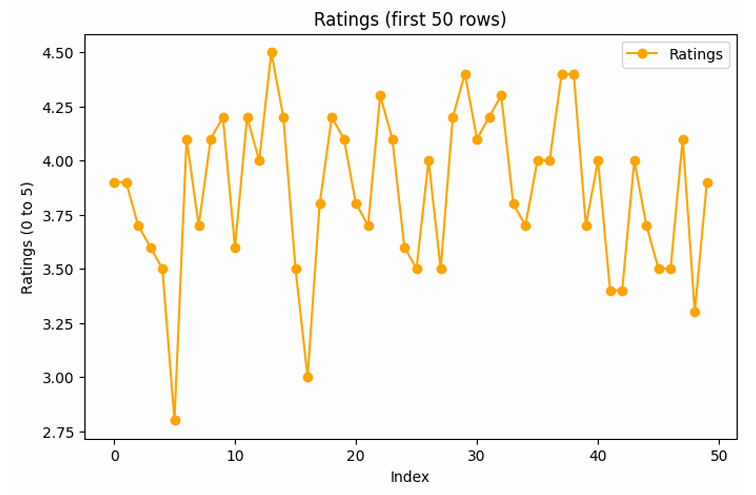 Ratings (first 50 rows)
Ratings
4.50
4.25
4.00
3.75
3.50
3.25
3.00
2.75
Ratings (0 to 5)
0 10 20 30 40 50
Index